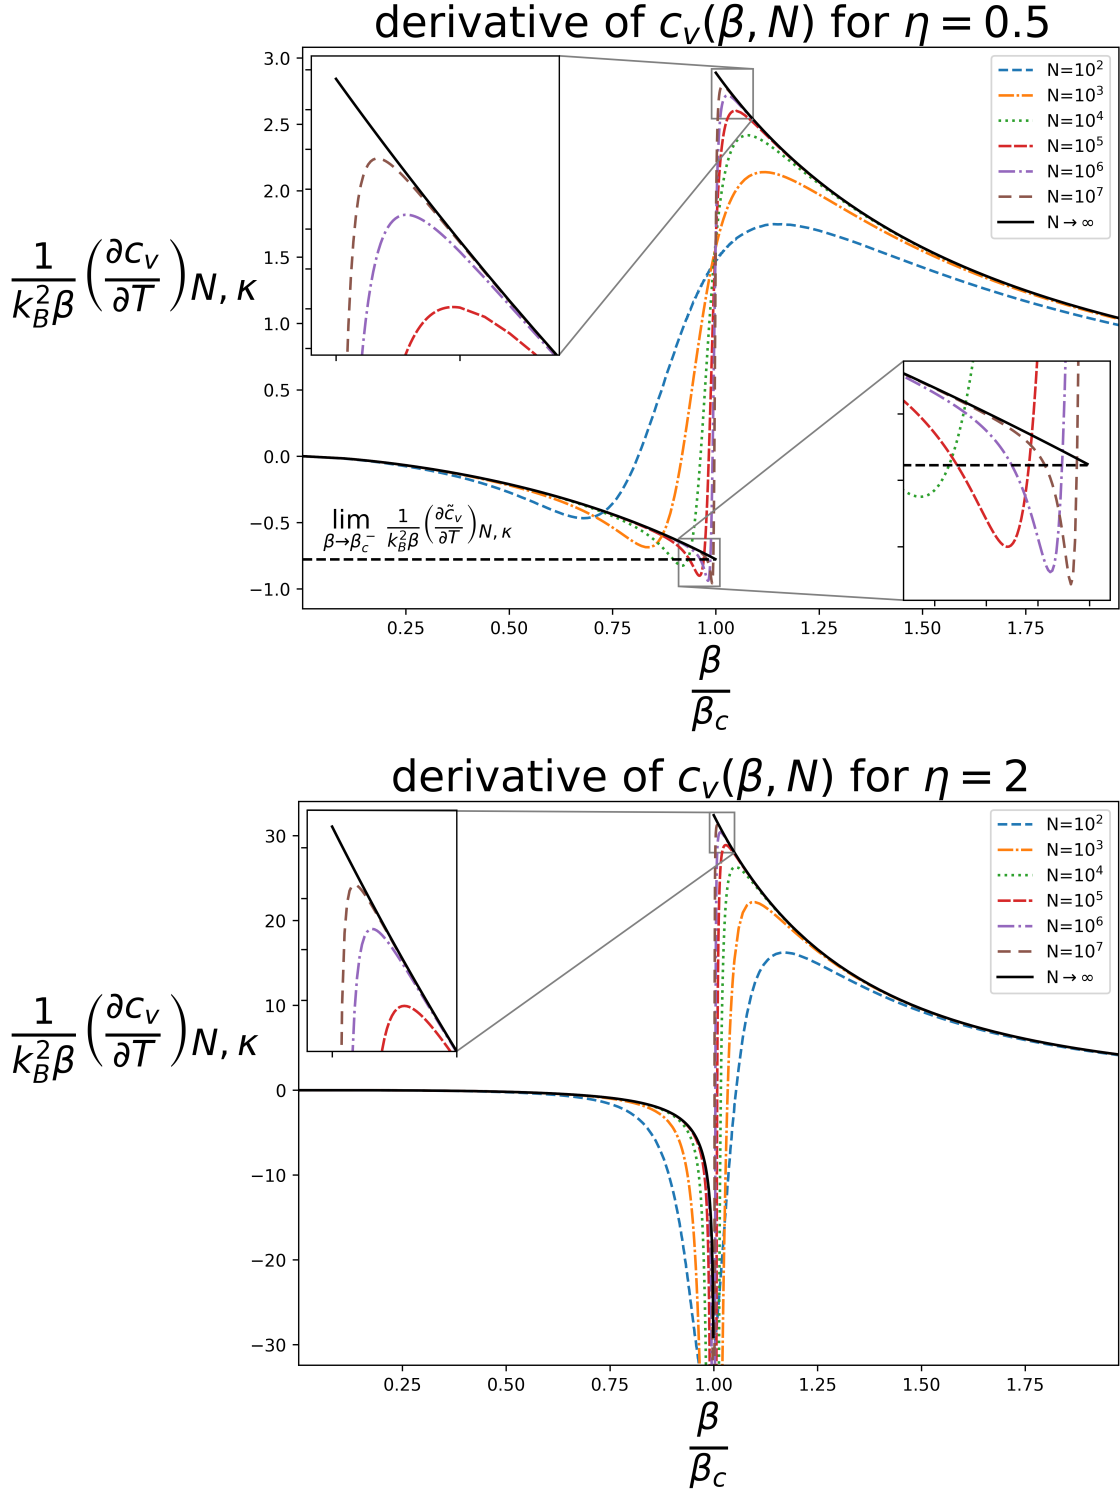 derivative of c_v(β, N) for η = 0.5
1/(k_B^2 β) (∂c_v/∂T)_{N, κ}
3.0
2.5
2.0
1.5
1.0
0.5
0.0
−0.5
−1.0
N=10^2
N=10^3
N=10^4
N=10^5
N=10^6
N=10^7
N→∞
lim_{β→β_c^−} 1/(k_B^2 β) (∂c̃_v/∂T)_{N, κ}
0.25 0.50 0.75 1.00 1.25 1.50 1.75
β/β_c
derivative of c_v(β, N) for η = 2
1/(k_B^2 β) (∂c_v/∂T)_{N, κ}
30
20
10
0
−10
−20
−30
N=10^2
N=10^3
N=10^4
N=10^5
N=10^6
N=10^7
N→∞
0.25 0.50 0.75 1.00 1.25 1.50 1.75
β/β_c